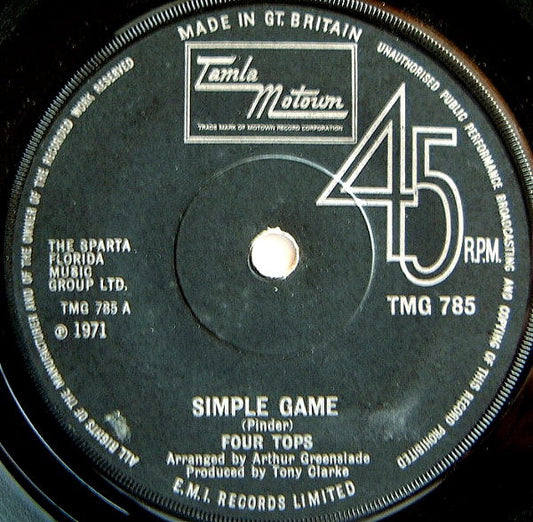 MADE IN GT. BRITAIN
UNAUTHORISED PUBLIC PERFORMANCE BROADCASTING AND COPYING OF THIS RECORD PROHIBITED
ALL RIGHTS OF THE MANUFACTURER AND OF THE OWNER OF THE RECORDED WORK RESERVED
Tamla
Motown
TRADE MARK OF MOTOWN RECORD CORPORATION
45
R.P.M.
THE SPARTA
FLORIDA
MUSIC
GROUP LTD.
TMG 785 A
℗ 1971
TMG 785
SIMPLE GAME
(Pinder)
FOUR TOPS
Arranged by Arthur Greenslade
Produced by Tony Clarke
E.M.I. RECORDS LIMITED